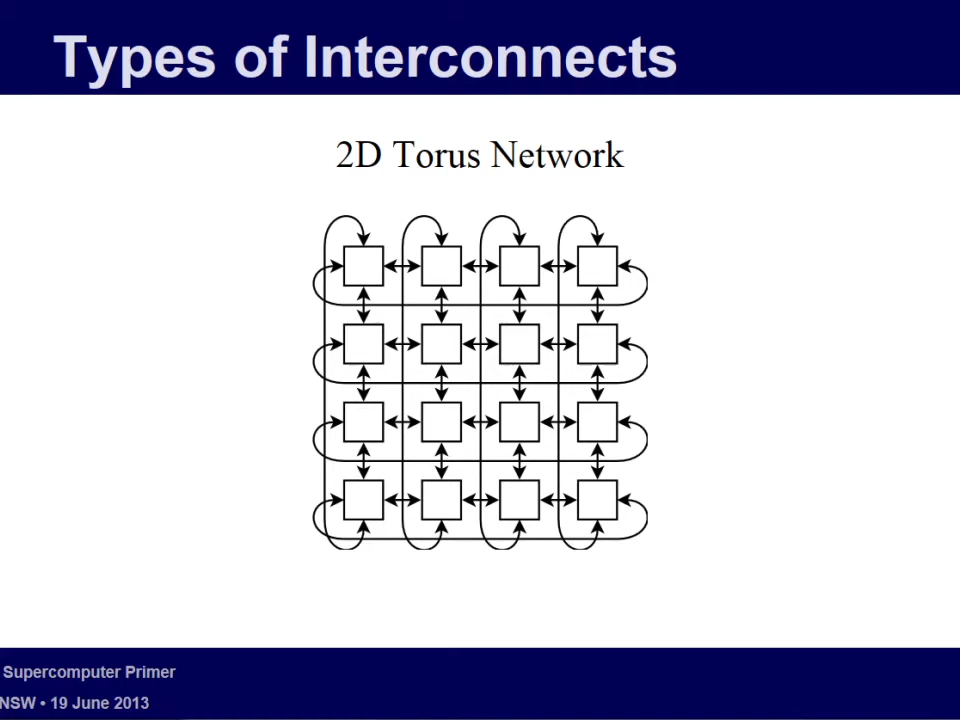 Types of Interconnects
2D Torus Network
Supercomputer Primer
NSW • 19 June 2013